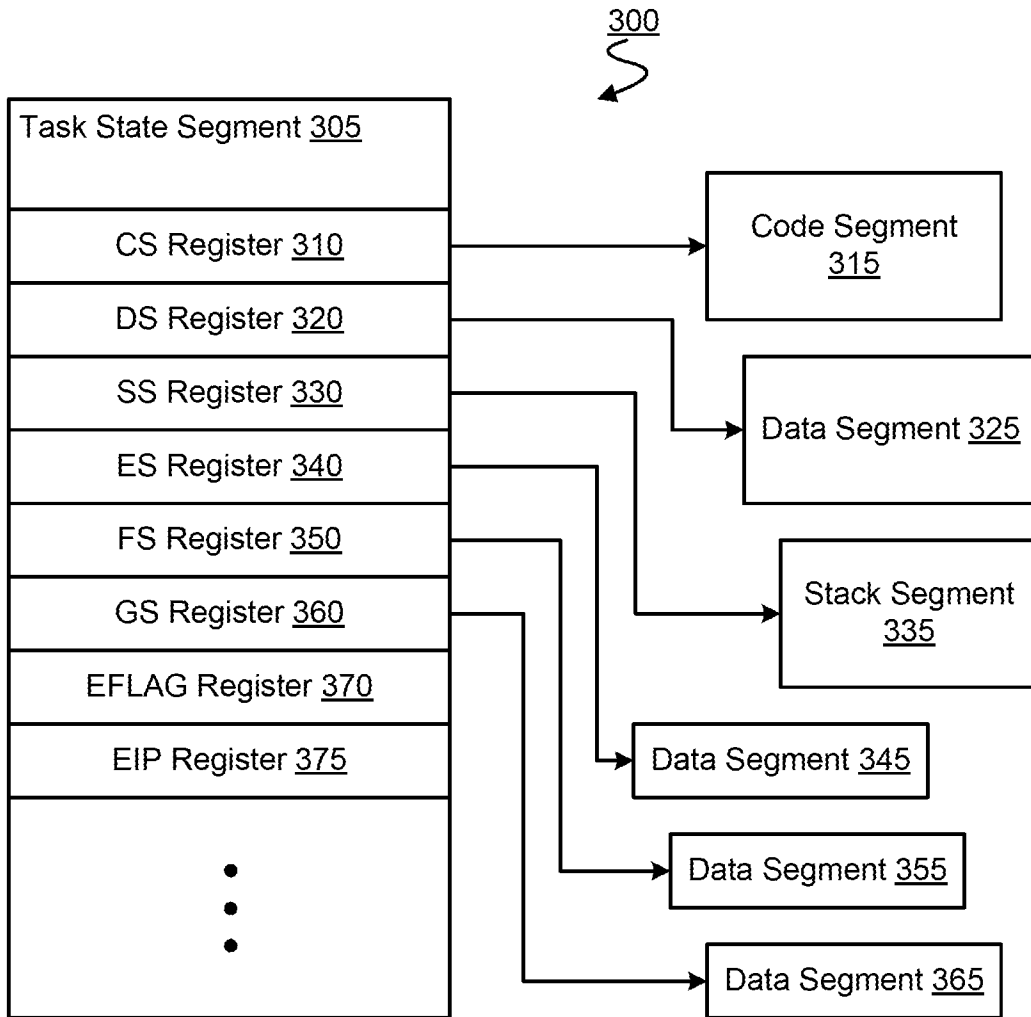 300
Task State Segment 305
CS Register 310
DS Register 320
SS Register 330
ES Register 340
FS Register 350
GS Register 360
EFLAG Register 370
EIP Register 375
Code Segment
315
Data Segment 325
Stack Segment
335
Data Segment 345
Data Segment 355
Data Segment 365